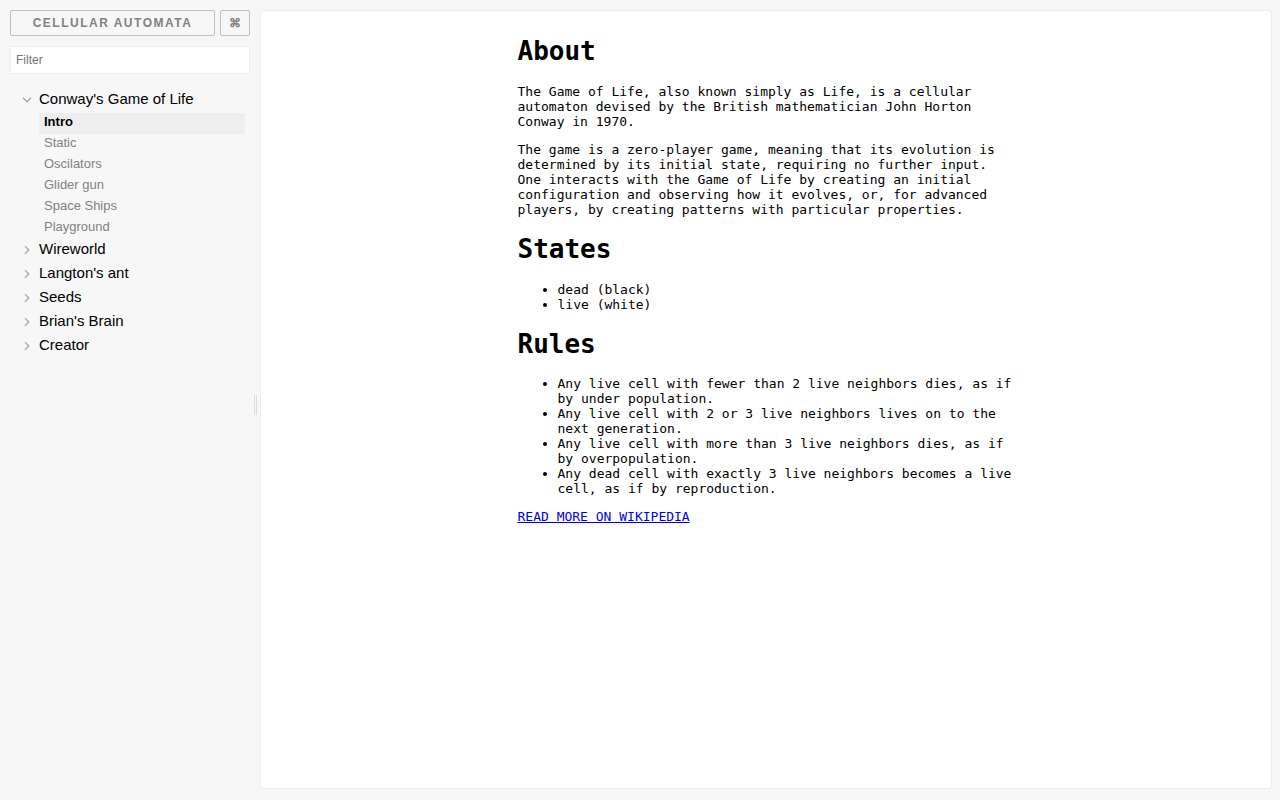 CELLULAR AUTOMATA
⌘
Filter
Conway's Game of Life
Intro
Static
Oscilators
Glider gun
Space Ships
Playground
Wireworld
Langton's ant
Seeds
Brian's Brain
Creator
About
The Game of Life, also known simply as Life, is a cellular
automaton devised by the British mathematician John Horton
Conway in 1970.
The game is a zero-player game, meaning that its evolution is
determined by its initial state, requiring no further input.
One interacts with the Game of Life by creating an initial
configuration and observing how it evolves, or, for advanced
players, by creating patterns with particular properties.
States
• dead (black)
• live (white)
Rules
• Any live cell with fewer than 2 live neighbors dies, as if
by under population.
• Any live cell with 2 or 3 live neighbors lives on to the
next generation.
• Any live cell with more than 3 live neighbors dies, as if
by overpopulation.
• Any dead cell with exactly 3 live neighbors becomes a live
cell, as if by reproduction.
READ MORE ON WIKIPEDIA